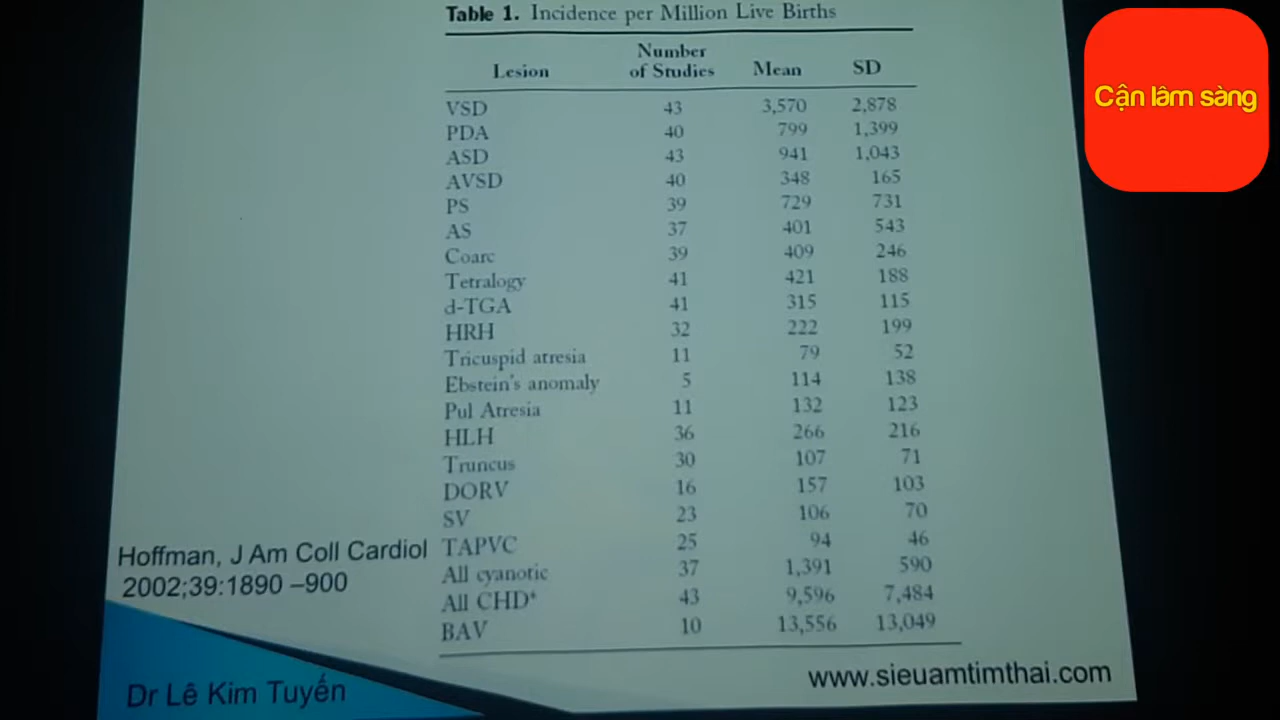 Table 1. Incidence per Million Live Births
Lesion Number of Studies Mean SD
VSD 43 3,570 2,878
PDA 40 799 1,399
ASD 43 941 1,043
AVSD 40 348 165
PS 39 729 731
AS 37 401 543
Coarc 39 409 246
Tetralogy 41 421 188
d-TGA 41 315 115
HRH 32 222 199
Tricuspid atresia 11 79 52
Ebstein's anomaly 5 114 138
Pul Atresia 11 132 123
HLH 36 266 216
Truncus 30 107 71
DORV 16 157 103
SV 23 106 70
TAPVC 25 94 46
All cyanotic 37 1,391 590
All CHD* 43 9,596 7,484
BAV 10 13,556 13,049
Hoffman, J Am Coll Cardiol
2002;39:1890 –900
Dr Lê Kim Tuyến
www.sieuamtimthai.com
Cận lâm sàng